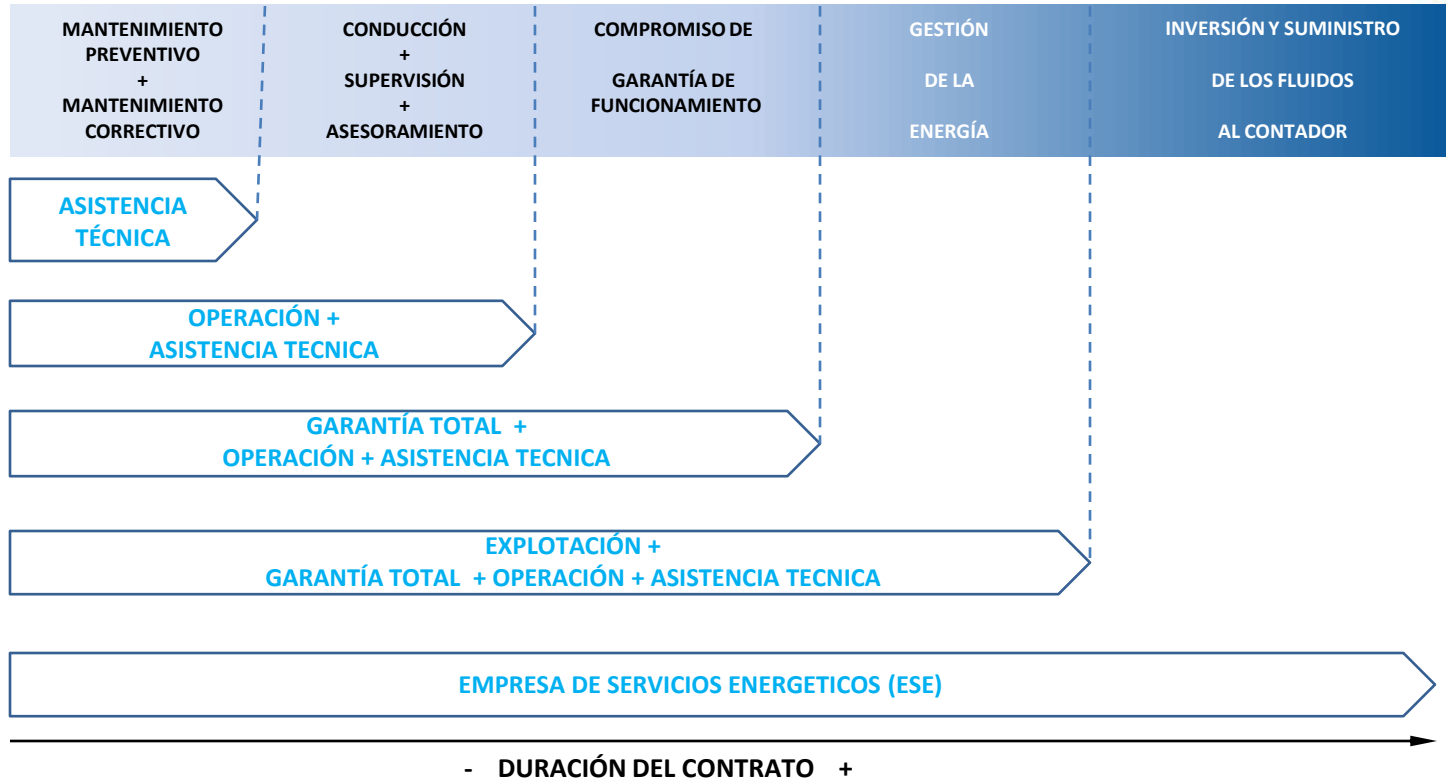 MANTENIMIENTO
PREVENTIVO
+
MANTENIMIENTO
CORRECTIVO
CONDUCCIÓN
+
SUPERVISIÓN
+
ASESORAMIENTO
COMPROMISO DE
GARANTÍA DE
FUNCIONAMIENTO
GESTIÓN
DE LA
ENERGÍA
INVERSIÓN Y SUMINISTRO
DE LOS FLUIDOS
AL CONTADOR
ASISTENCIA
TÉCNICA
OPERACIÓN +
ASISTENCIA TECNICA
GARANTÍA TOTAL +
OPERACIÓN + ASISTENCIA TECNICA
EXPLOTACIÓN +
GARANTÍA TOTAL + OPERACIÓN + ASISTENCIA TECNICA
EMPRESA DE SERVICIOS ENERGETICOS (ESE)
- DURACIÓN DEL CONTRATO +